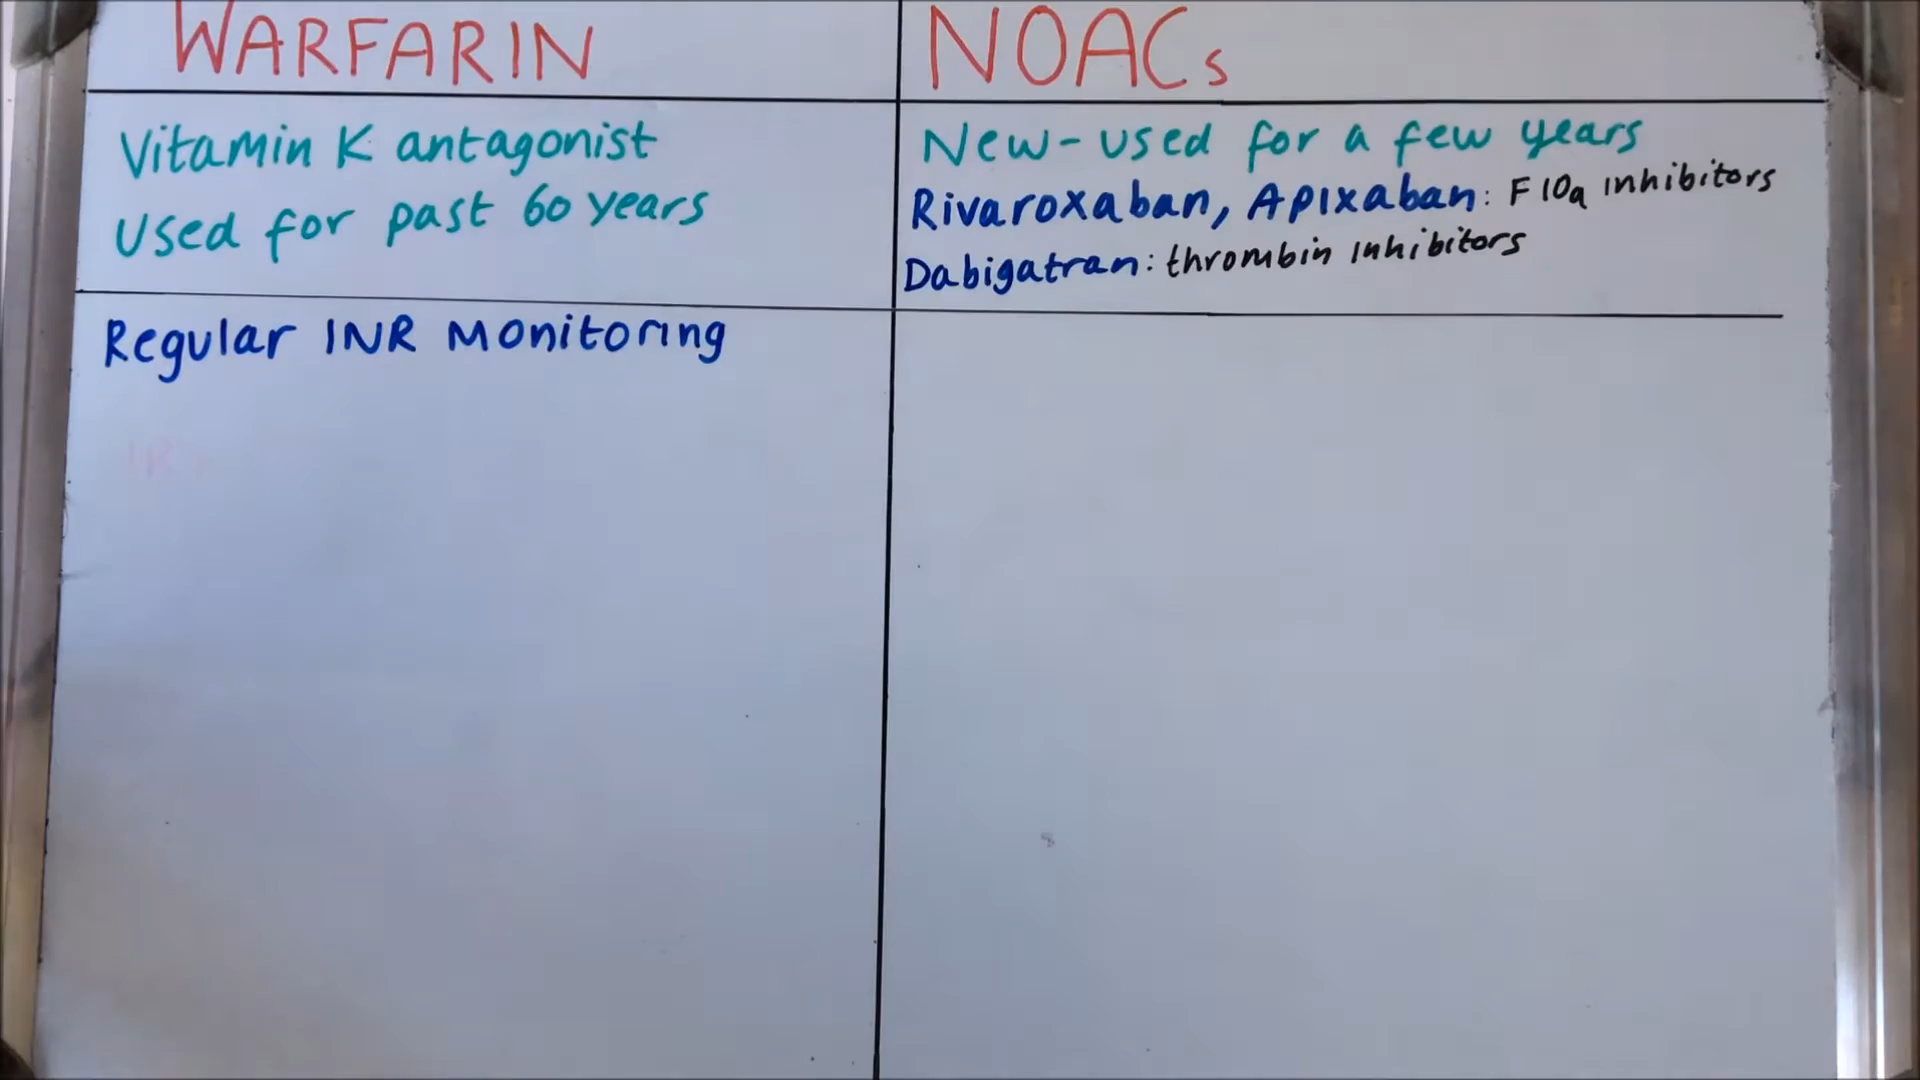 WARFARIN
NOACs
Vitamin K antagonist
Used for past 60 years
New-used for a few years
Rivaroxaban, Apixaban: F10a inhibitors
Dabigatran: thrombin inhibitors
Regular INR Monitoring